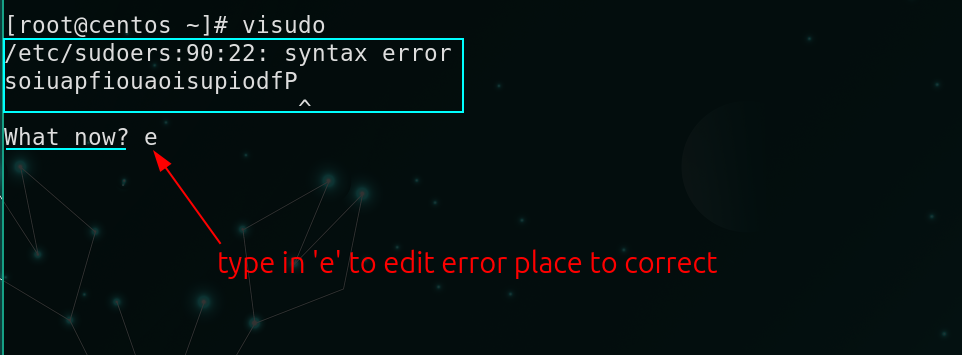 [root@centos ~]# visudo
/etc/sudoers:90:22: syntax error
soiuapfiouaoisupiodfP
^
What now? e
type in 'e' to edit error place to correct